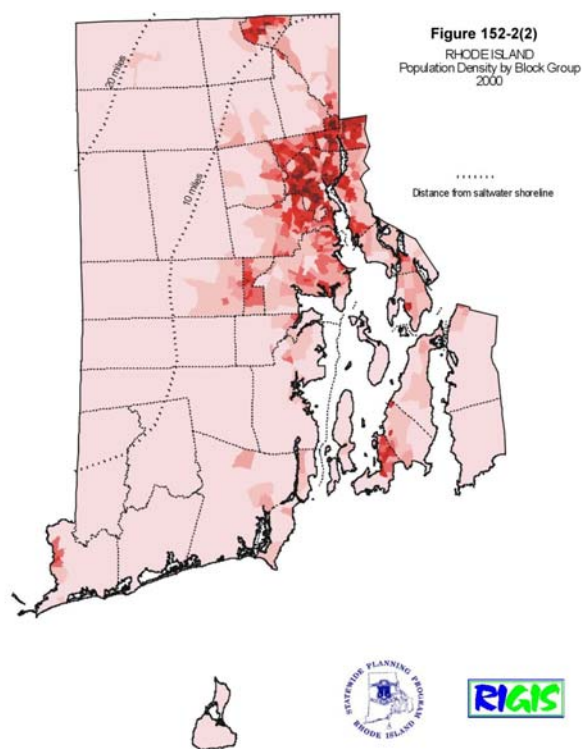 Figure 152-2(2)
RHODE ISLAND
Population Density by Block Group
2000
20 miles
10 miles
Distance from saltwater shoreline
STATEWIDE PLANNING PROGRAM
RHODE ISLAND
RIGIS